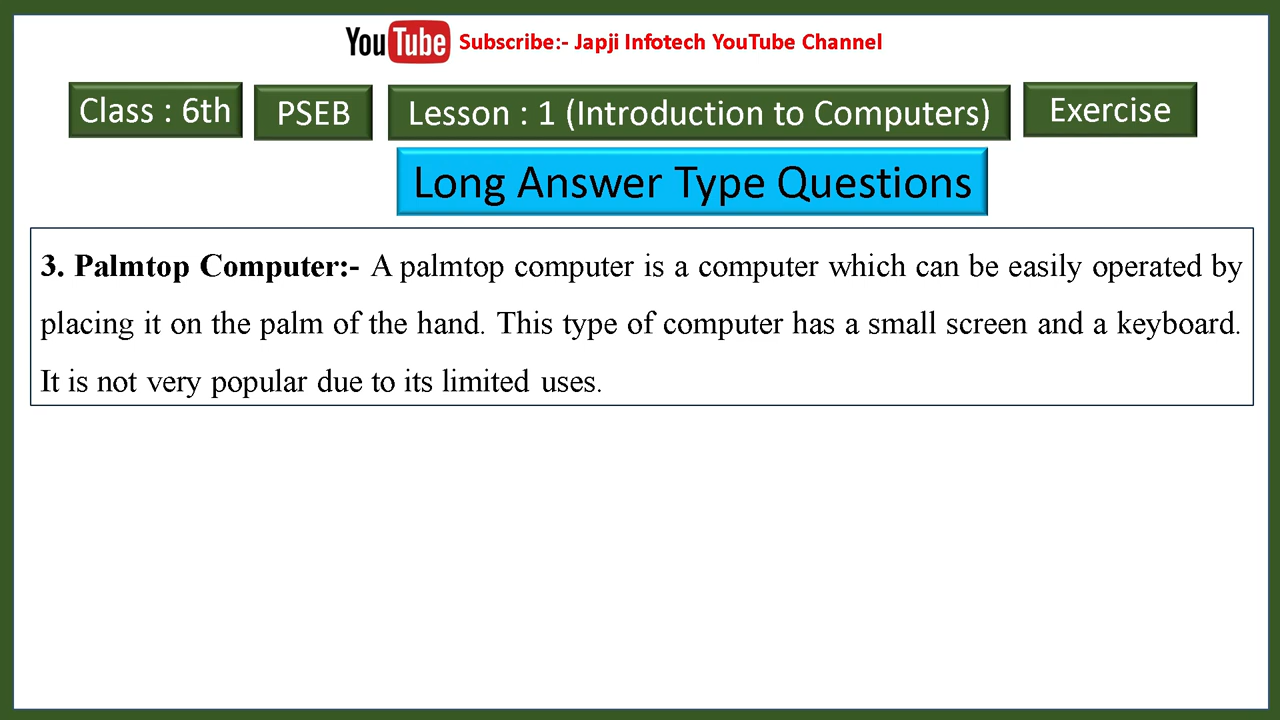 YouTube Subscribe:- Japji Infotech YouTube Channel
Class : 6th PSEB Lesson : 1 (Introduction to Computers) Exercise
Long Answer Type Questions
3. Palmtop Computer:- A palmtop computer is a computer which can be easily operated by
placing it on the palm of the hand. This type of computer has a small screen and a keyboard.
It is not very popular due to its limited uses.